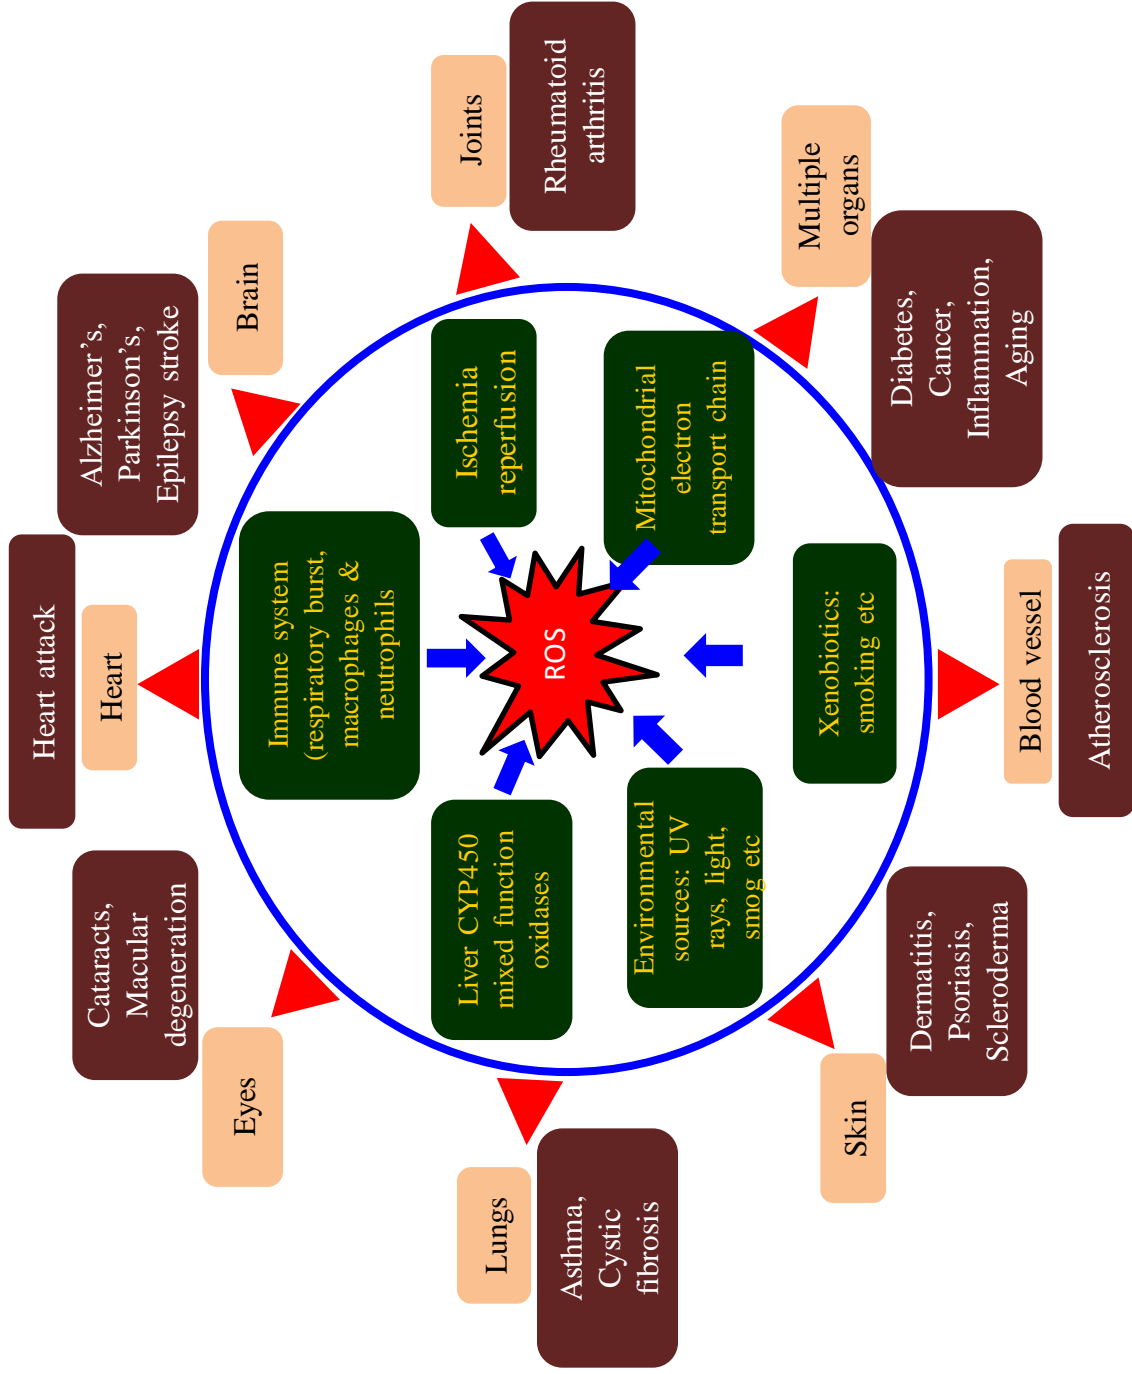 Heart attack
Heart
Cataracts,
Macular
degeneration
Eyes
Alzheimer's,
Parkinson's,
Epilepsy stroke
Brain
Immune system
(respiratory burst,
macrophages &
neutrophils
Liver CYP450
mixed function
oxidases
Ischemia
reperfusion
Joints
Rheumatoid
arthritis
Lungs
Asthma,
Cystic
fibrosis
ROS
Environmental
sources: UV
rays, light,
smog etc
Mitochondrial
electron
transport chain
Xenobiotics:
smoking etc
Multiple
organs
Diabetes,
Cancer,
Inflammation,
Aging
Skin
Dermatitis,
Psoriasis,
Scleroderma
Blood vessel
Atherosclerosis